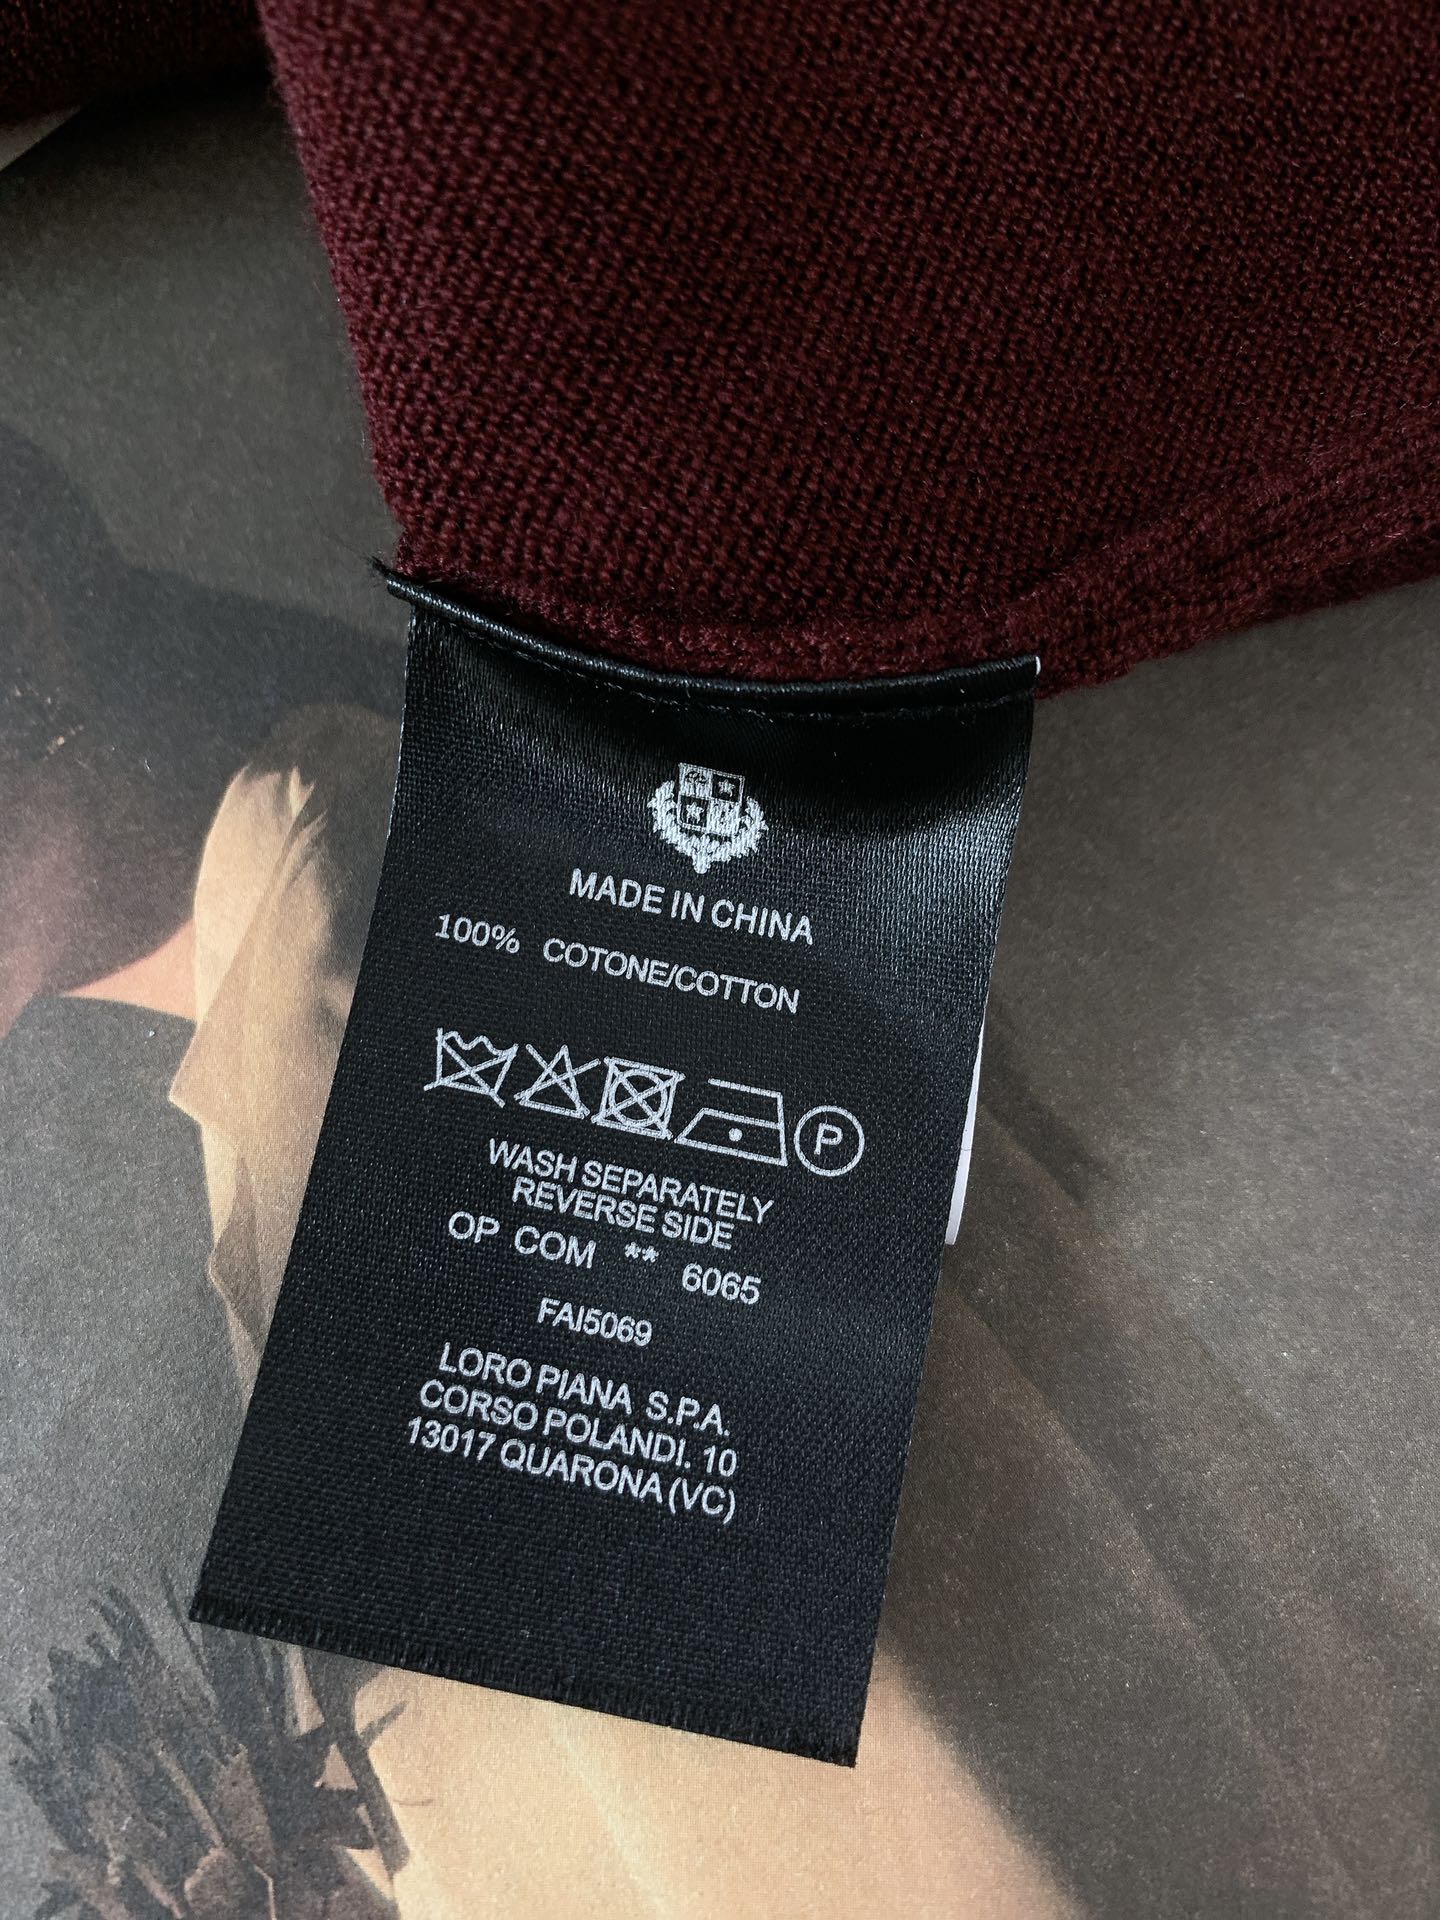 MADE IN CHINA
100% COTONE/COTTON
P
WASH SEPARATELY
REVERSE SIDE
OP COM ** 6065
FAI5069
LORO PIANA S.P.A.
CORSO POLANDI. 10
13017 QUARONA (VC)